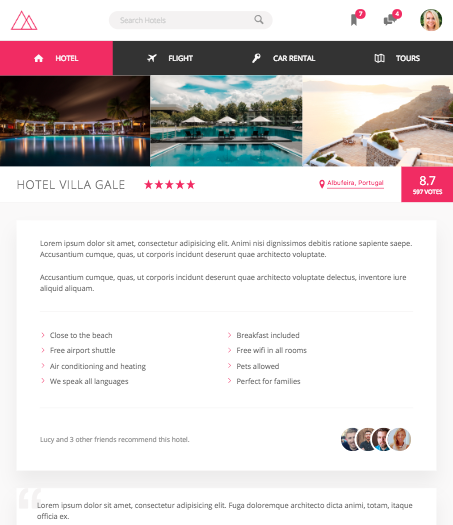 Search Hotels
7
4
HOTEL
FLIGHT
CAR RENTAL
TOURS
HOTEL VILLA GALE
Albufeira, Portugal
8.7
597 VOTES
Lorem ipsum dolor sit amet, consectetur adipisicing elit. Animi nisi dignissimos debitis ratione sapiente saepe.
Accusantium cumque, quas, ut corporis incidunt deserunt quae architecto voluptate.
Accusantium cumque, quas, ut corporis incidunt deserunt quae architecto voluptate delectus, inventore iure
aliquid aliquam.
Close to the beach
Breakfast included
Free airport shuttle
Free wifi in all rooms
Air conditioning and heating
Pets allowed
We speak all languages
Perfect for families
Lucy and 3 other friends recommend this hotel.
“
Lorem ipsum dolor sit amet, consectetur adipisicing elit. Fuga doloremque architecto dicta animi, totam, itaque
officia ex.